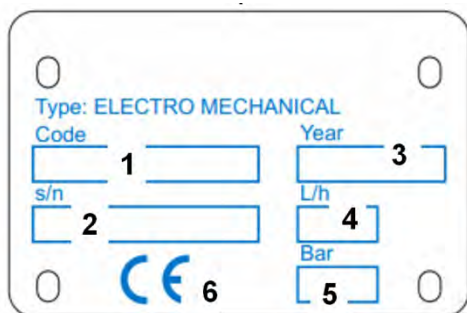 Type: ELECTRO MECHANICAL
Code Year
1 3
s/n L/h
2 4
Bar
CE 6 5